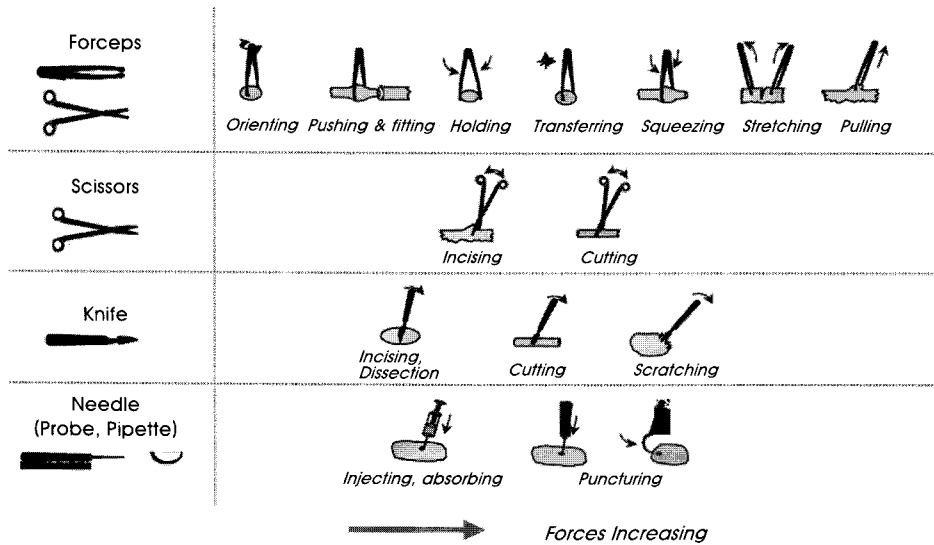 Forceps
Orienting Pushing & fitting Holding Transferring Squeezing Stretching Pulling
Scissors
Incising Cutting
Knife
Incising, Dissection Cutting Scratching
Needle
(Probe, Pipette)
Injecting, absorbing Puncturing
Forces Increasing